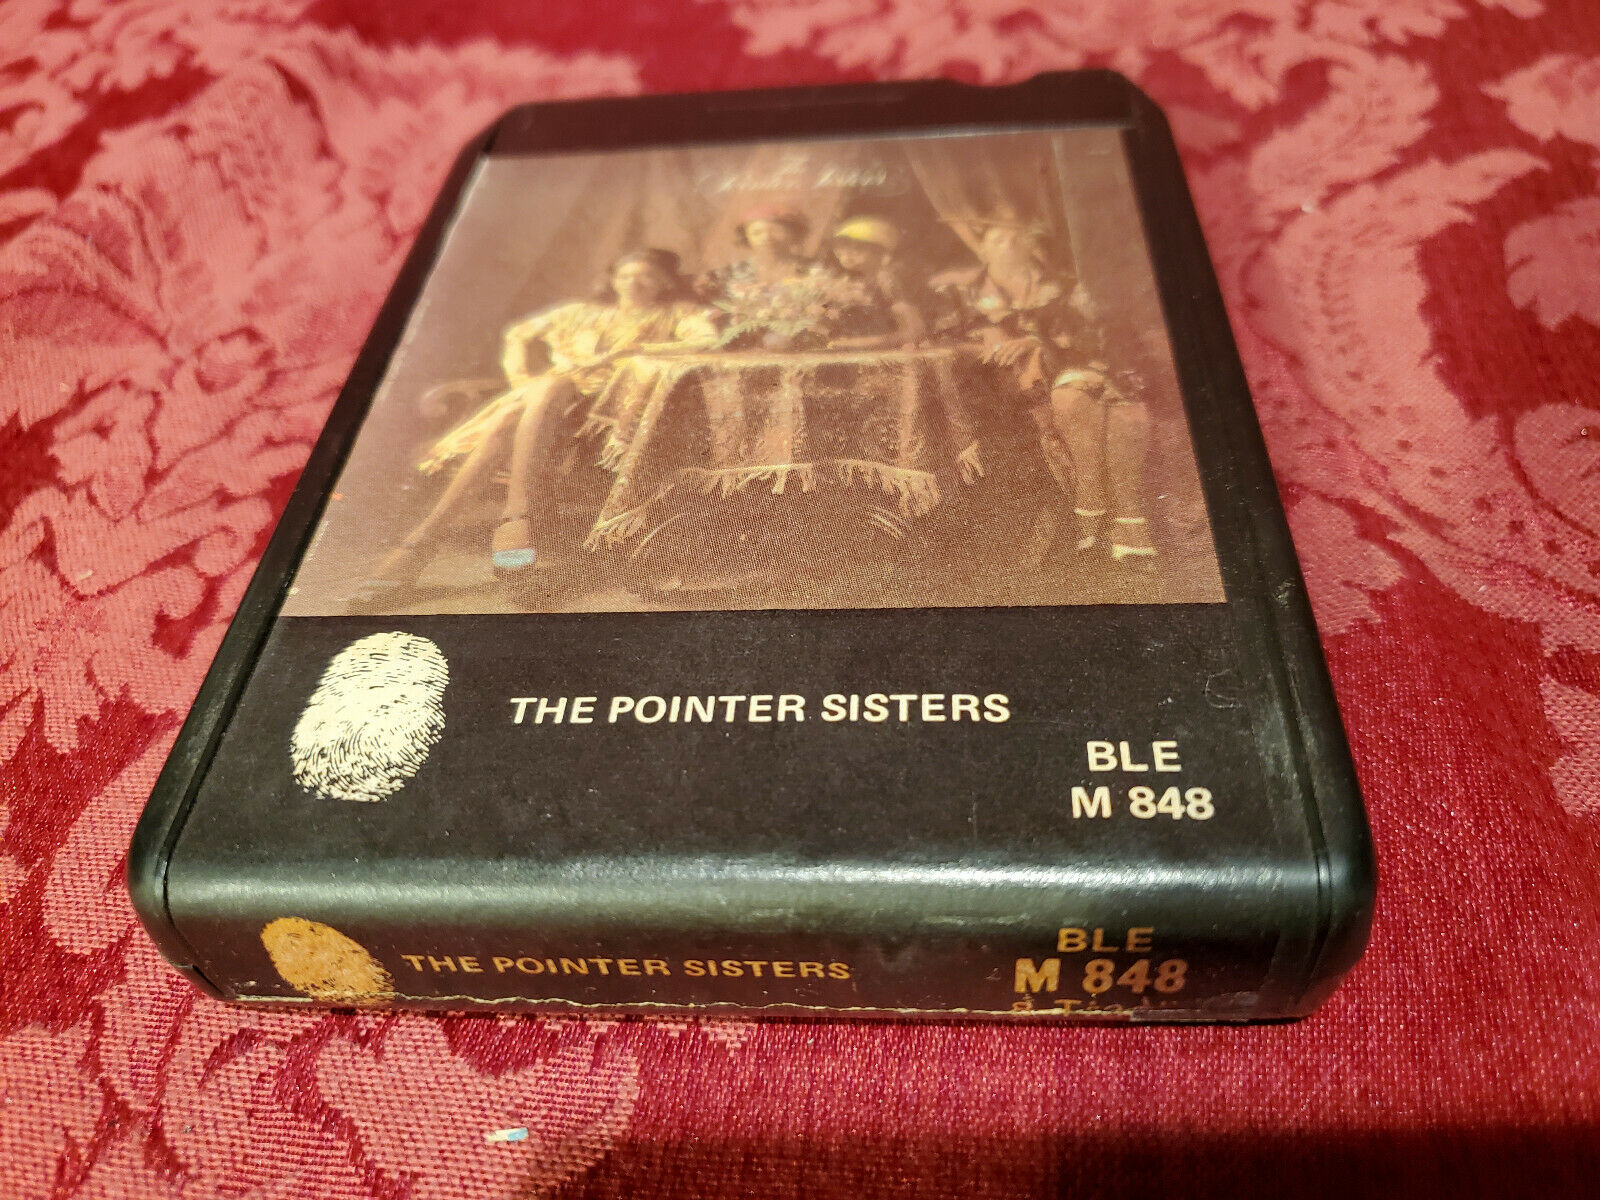 THE POINTER SISTERS
BLE
M 848
THE POINTER SISTERS
BLE
M 848